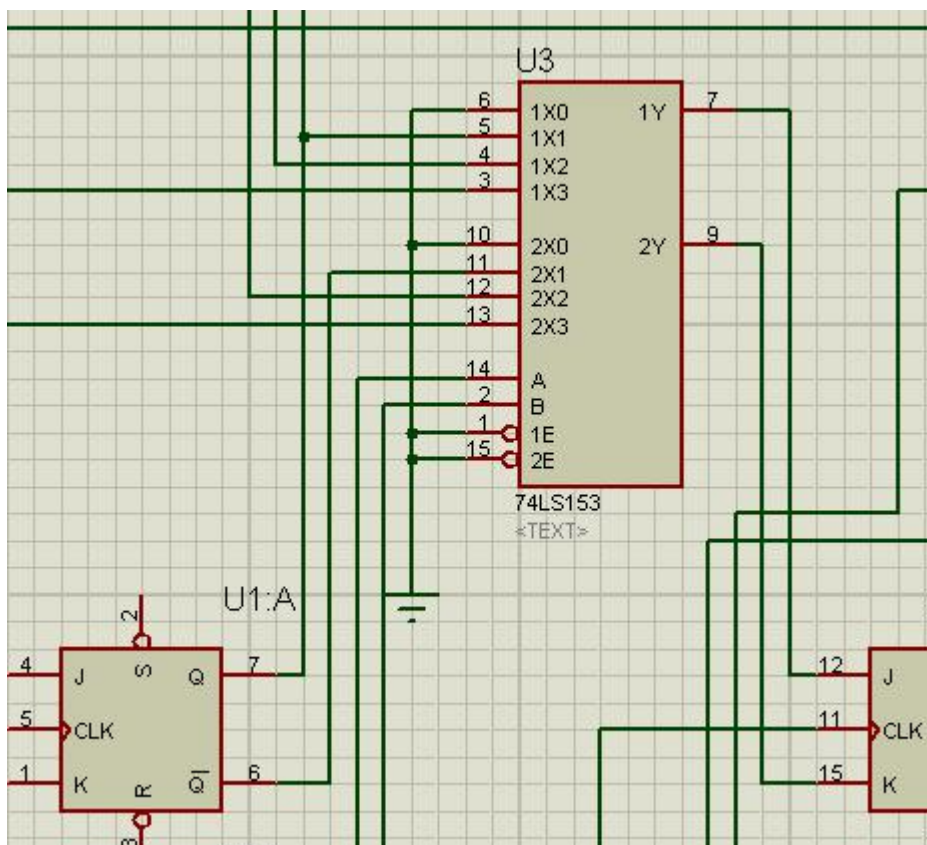 U3
6 1X0 1Y 7
5 1X1
4 1X2
3 1X3
10 2X0 2Y 9
11 2X1
12 2X2
13 2X3
14 A
2 B
1 1E
15 2E
74LS153
<TEXT>
U1:A
2
4 J S Q 7
12 J
5 CLK
11 CLK
1 K R Q 6
15 K